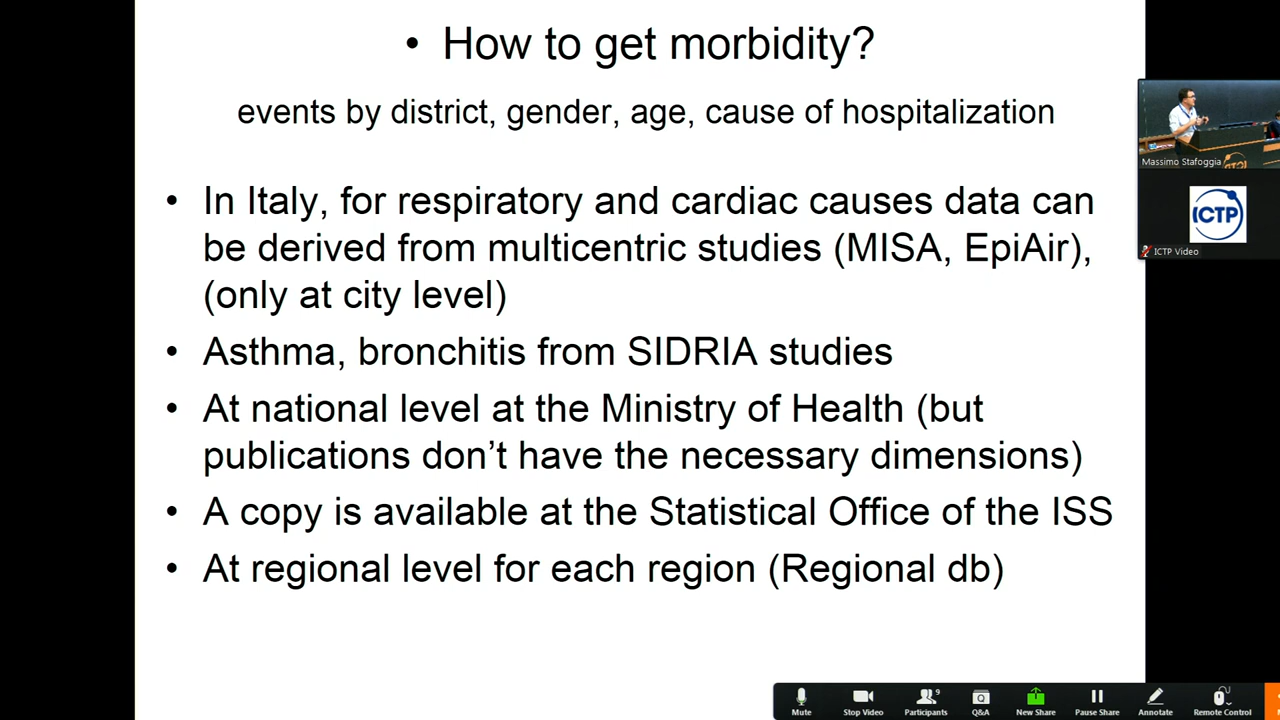 • How to get morbidity?
events by district, gender, age, cause of hospitalization
• In Italy, for respiratory and cardiac causes data can
be derived from multicentric studies (MISA, EpiAir),
(only at city level)
• Asthma, bronchitis from SIDRIA studies
• At national level at the Ministry of Health (but
publications don't have the necessary dimensions)
• A copy is available at the Statistical Office of the ISS
• At regional level for each region (Regional db)
Massimo Stafoggia
ICTP
ICTP Video
Mute
Stop Video
9
Participants
Q&A
New Share
Pause Share
Annotate
Remote Control